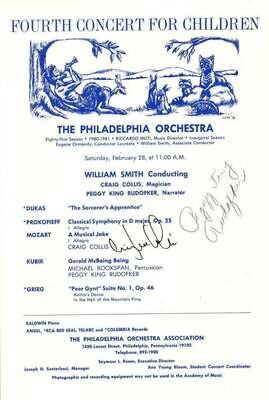 FOURTH CONCERT FOR CHILDREN
THE PHILADELPHIA ORCHESTRA
Eighty-First Season • 1980-1981 • RICCARDO MUTI, Music Director • Inaugural Season
Eugene Ormandy, Conductor Laureate • William Smith, Associate Conductor
Saturday, February 28, at 11:00 A.M.
WILLIAM SMITH Conducting
CRAIG COLLIS, Magician
PEGGY KING RUDOFKER, Narrator
*DUKAS "The Sorcerer's Apprentice"
*PROKOFIEFF Classical Symphony in D major, Op. 25
I Allegro
MOZART A Musical Joke
I Allegro
CRAIG COLLIS
KUBIK Gerald McBoing Boing
MICHAEL BOOKSPAN, Percussion
PEGGY KING RUDOFKER
*GRIEG "Peer Gynt" Suite No. 1, Op. 46
Anitra's Dance
In the Hall of the Mountain King
Peggy King
Rudofker
BALDWIN Piano
ANGEL, *RCA RED SEAL, TELARC and *COLUMBIA Records
THE PHILADELPHIA ORCHESTRA ASSOCIATION
1420 Locust Street, Philadelphia, Pennsylvania 19102
Telephone: 893-1900
Seymour L. Rosen, Executive Director
Joseph H. Santarlasci, Manager Ann Young Bloom, Student Concert Coordinator
Photographic and recording equipment may not be used in the Academy of Music